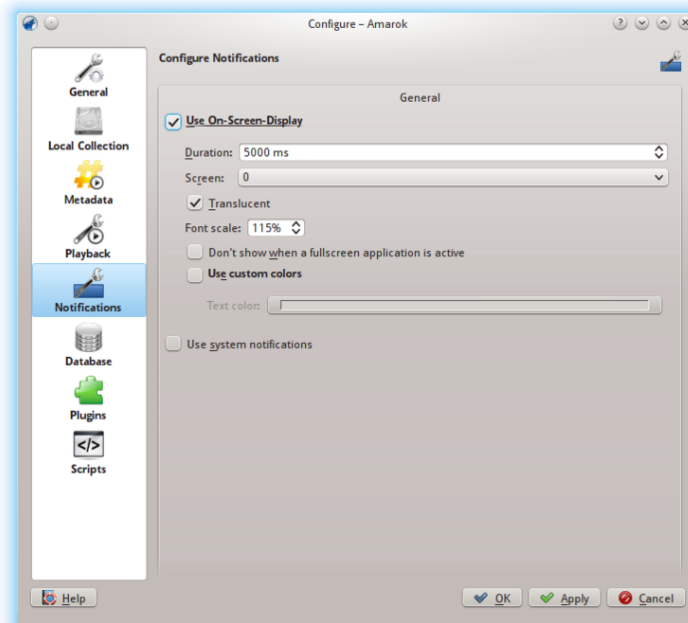 Configure – Amarok
General
Local Collection
Metadata
Playback
Notifications
Database
Plugins
Scripts
Configure Notifications
General
Use On-Screen-Display
Duration: 5000 ms
Screen: 0
Translucent
Font scale: 115%
Don't show when a fullscreen application is active
Use custom colors
Text color:
Use system notifications
Help
OK
Apply
Cancel